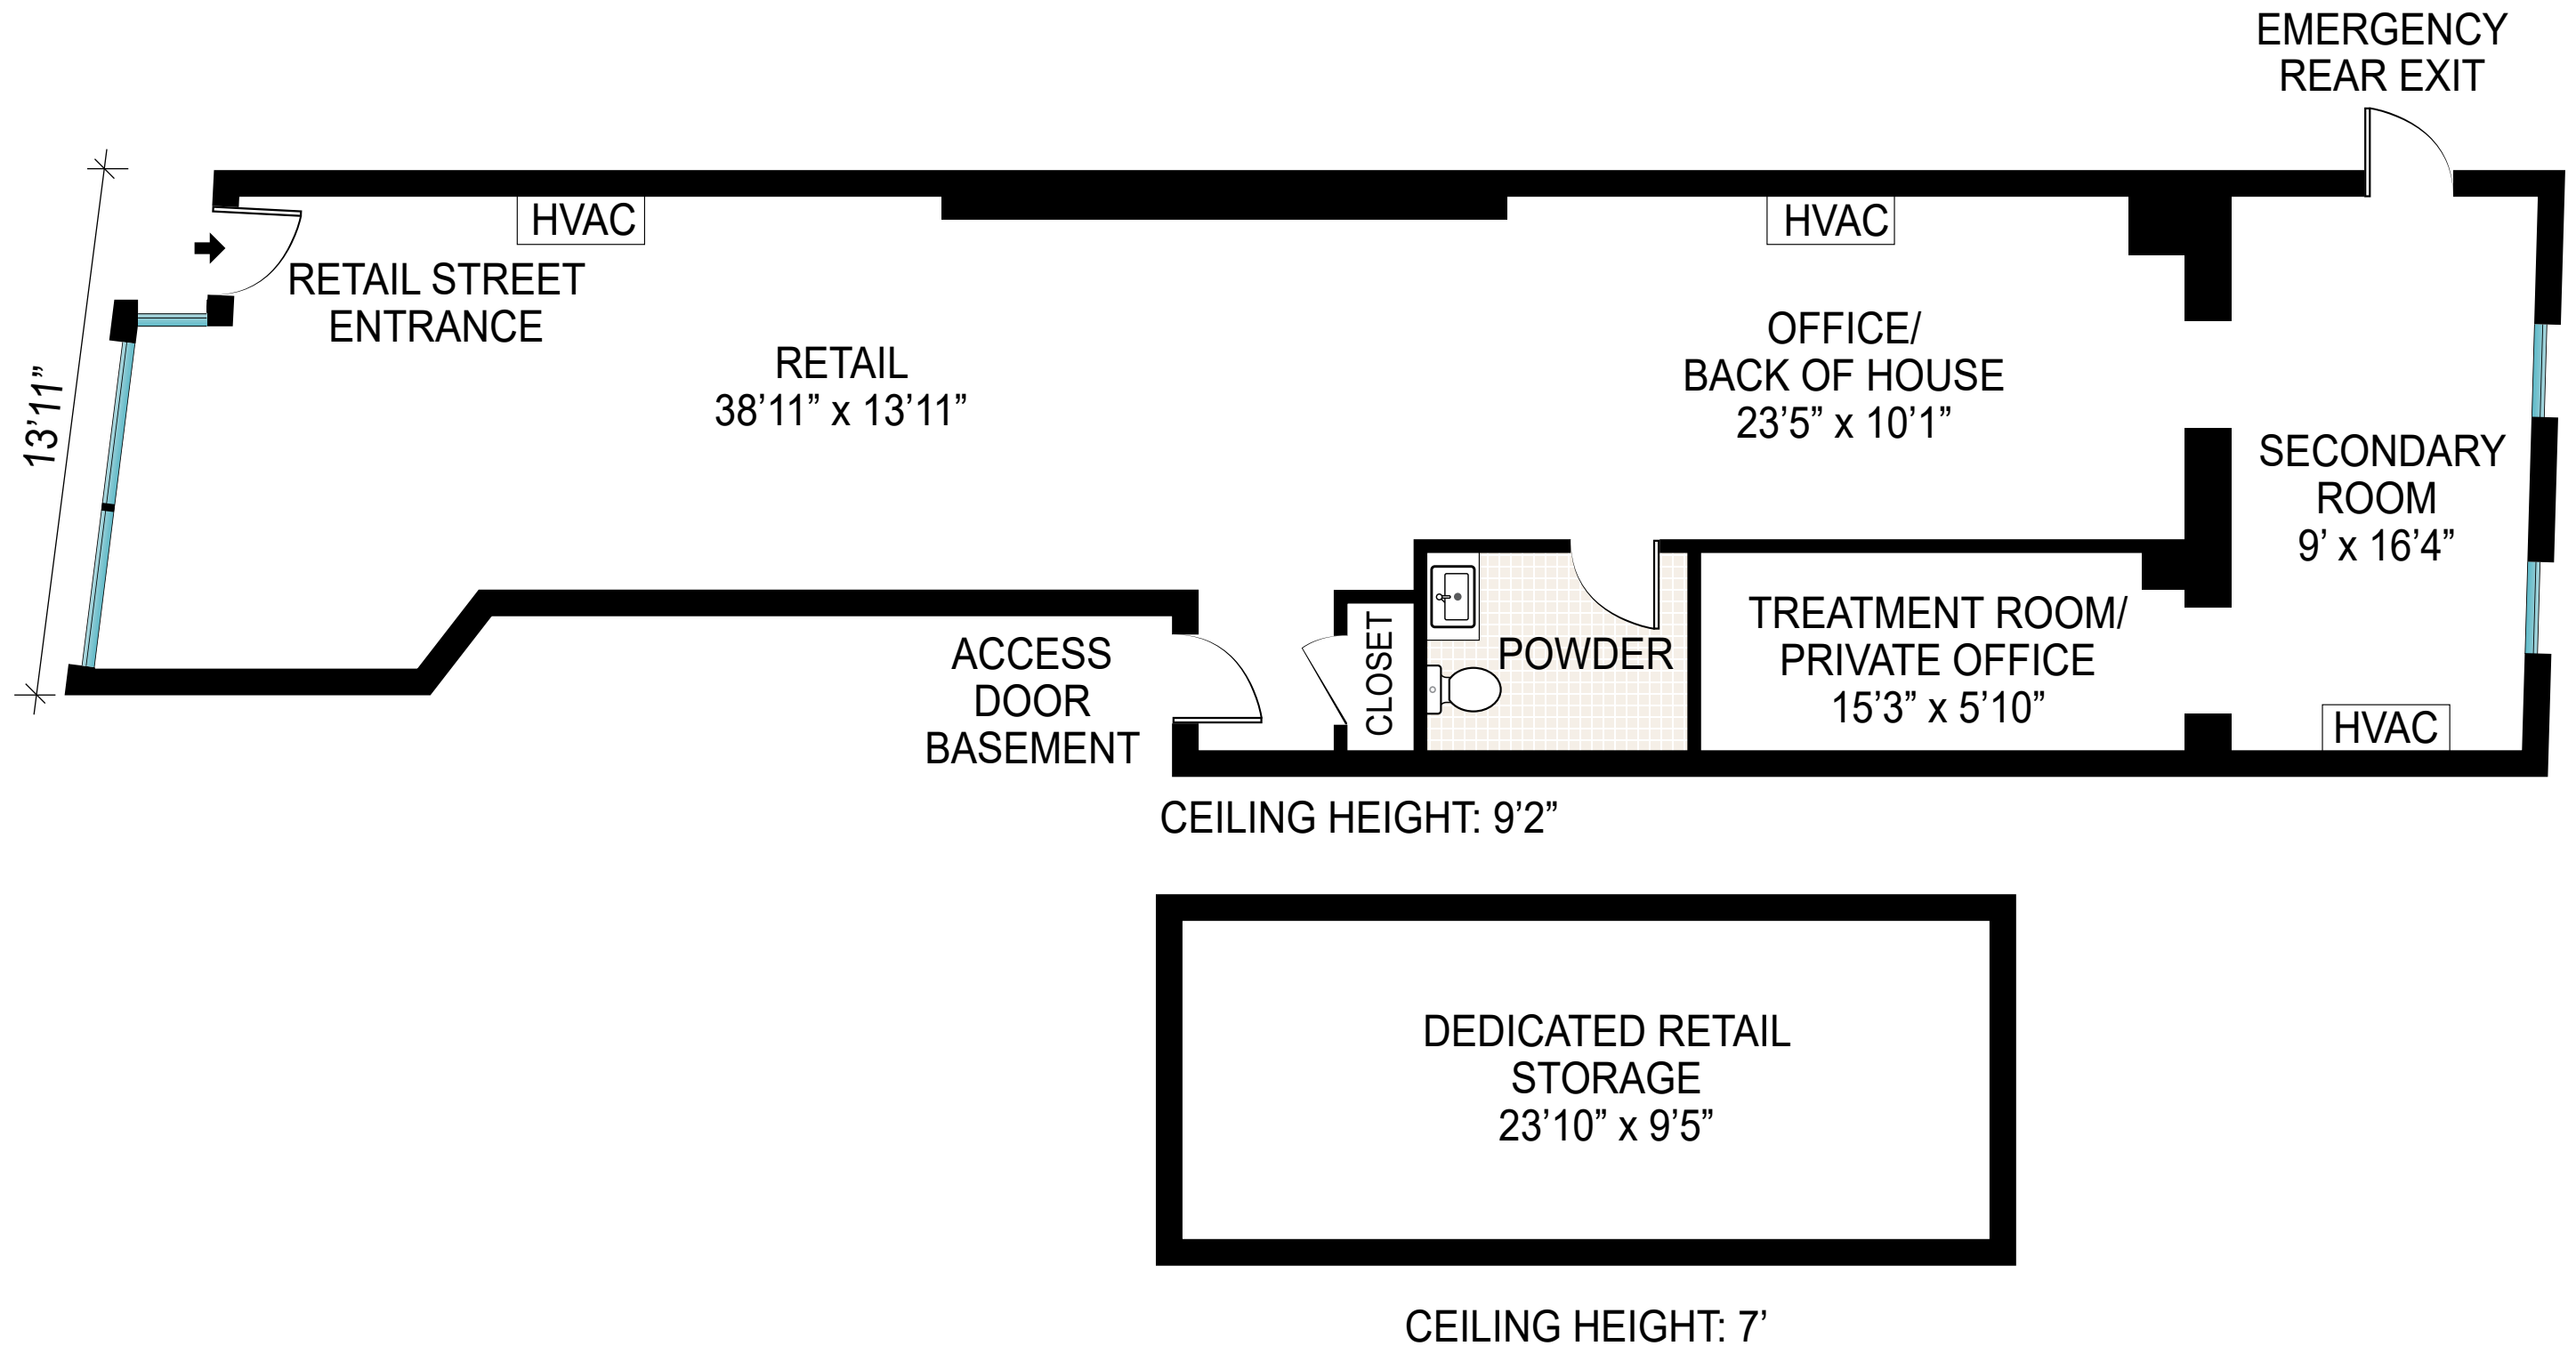 EMERGENCY
REAR EXIT
HVAC
HVAC
RETAIL STREET
ENTRANCE
13’11”
RETAIL
38’11” x 13’11”
OFFICE/
BACK OF HOUSE
23’5” x 10’1”
SECONDARY
ROOM
9’ x 16’4”
ACCESS
DOOR
BASEMENT
CLOSET
POWDER
TREATMENT ROOM/
PRIVATE OFFICE
15’3” x 5’10”
HVAC
CEILING HEIGHT: 9’2”
DEDICATED RETAIL
STORAGE
23’10” x 9’5”
CEILING HEIGHT: 7’